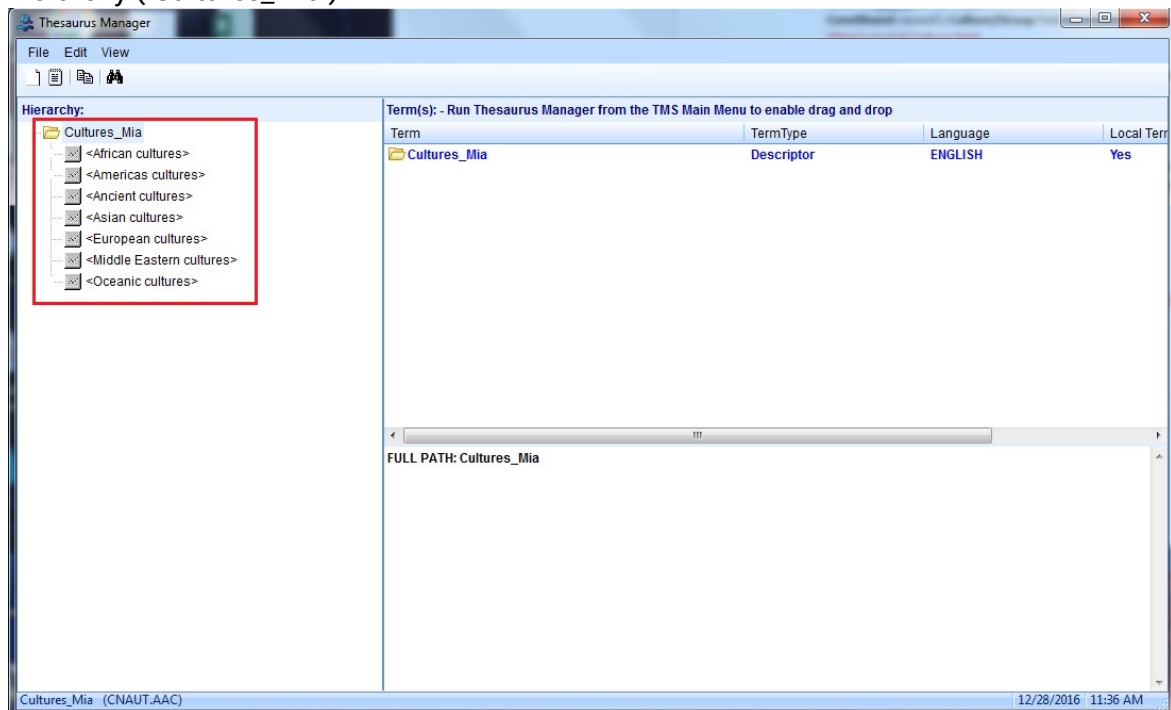 Thesaurus Manager
File Edit View
Hierarchy:
Cultures_Mia
<African cultures>
<Americas cultures>
<Ancient cultures>
<Asian cultures>
<European cultures>
<Middle Eastern cultures>
<Oceanic cultures>
Term(s): - Run Thesaurus Manager from the TMS Main Menu to enable drag and drop
Term TermType Language Local Terr
Cultures_Mia Descriptor ENGLISH Yes
FULL PATH: Cultures_Mia
Cultures_Mia (CNAUT.AAC) 12/28/2016 11:36 AM